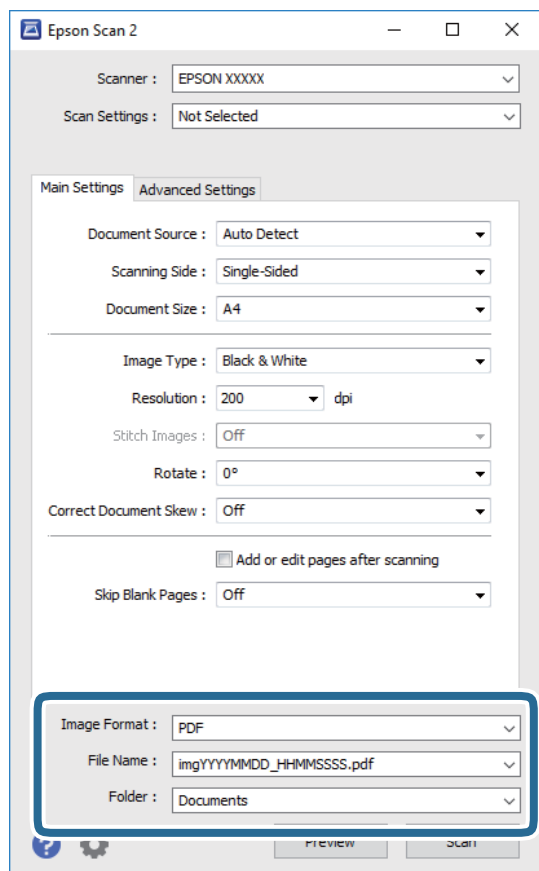 Epson Scan 2
Scanner : EPSON XXXXX
Scan Settings : Not Selected
Main Settings Advanced Settings
Document Source : Auto Detect
Scanning Side : Single-Sided
Document Size : A4
Image Type : Black & White
Resolution : 200 dpi
Stitch Images : Off
Rotate : 0°
Correct Document Skew : Off
Add or edit pages after scanning
Skip Blank Pages : Off
Image Format : PDF
File Name : imgYYYYMMDD_HHMMSSSS.pdf
Folder : Documents
? Preview Scan